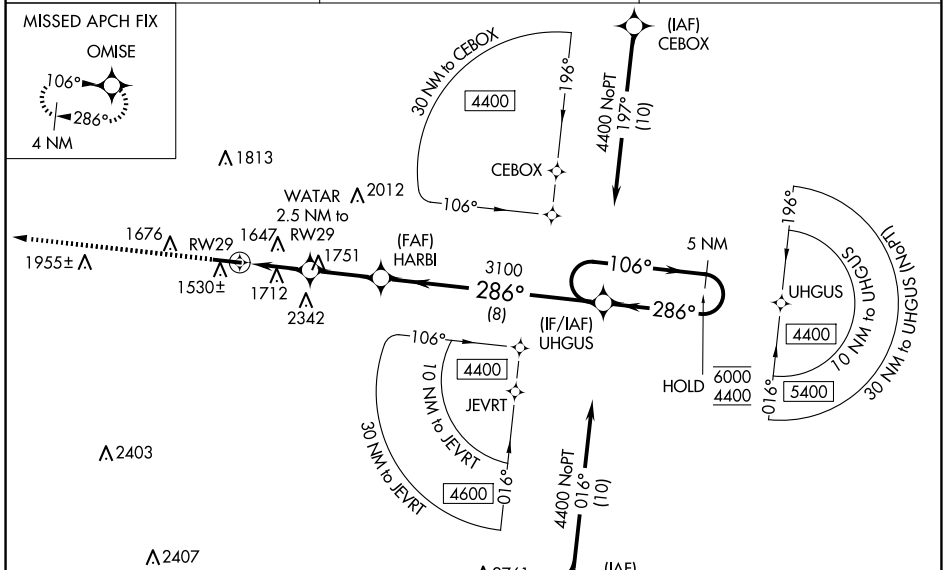 MISSED APCH FIX
OMISE
106°
286°
4 NM
(IAF)
CEBOX
30 NM to CEBOX
4400
196°
CEBOX
106°
4400 NoPT
197°
(10)
1813
2012
WATAR
2.5 NM to
RW29
1676
RW29
1647
1751
1955±
1530±
1712
2342
(FAF)
HARBI
3100
286°
(8)
(IF/IAF)
UHGUS
5 NM
106°
286°
HOLD
6000
4400
196°
UHGUS
4400
10 NM to UHGUS
30 NM to UHGUS (NoPT)
016°
5400
106°
4400
JEVRT
10 NM to JEVRT
30 NM to JEVRT
4600
016°
4400 NoPT
016°
(10)
2403
2407
(IAF)